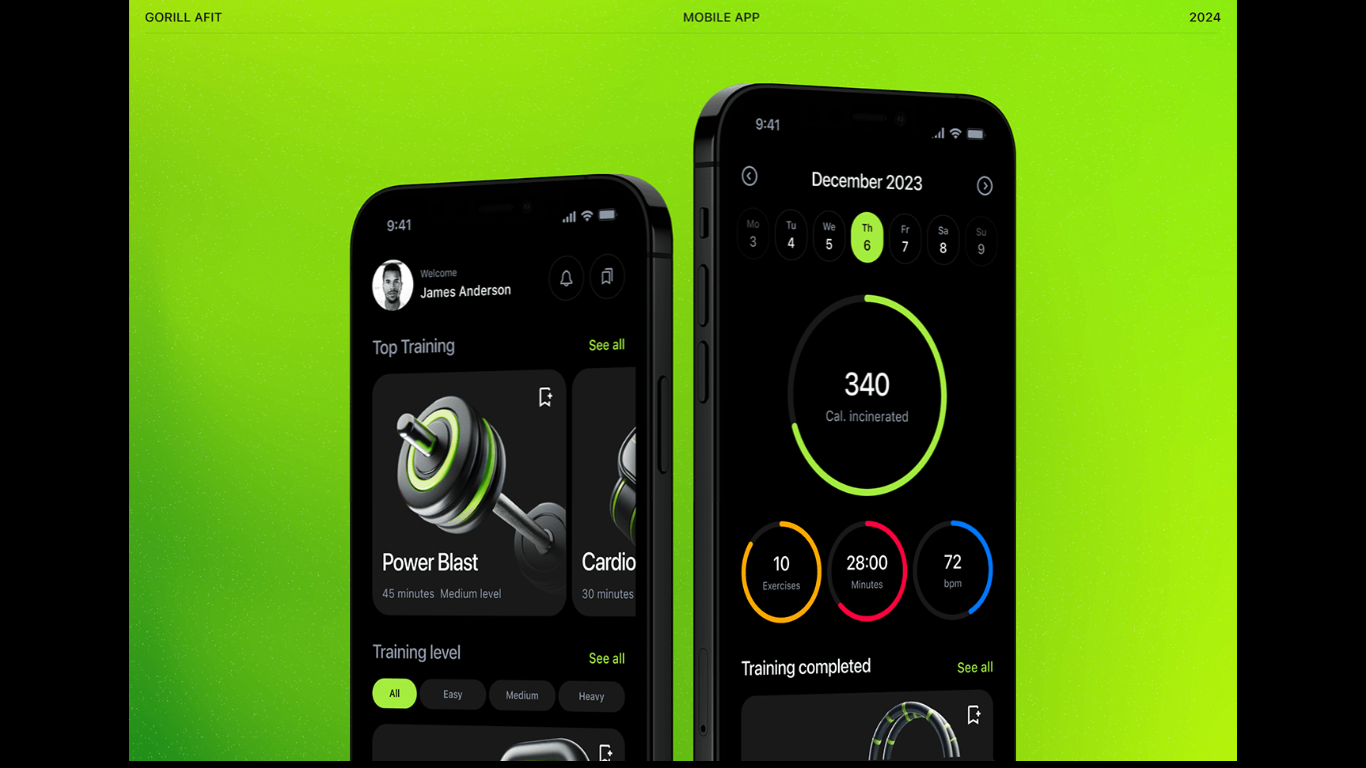 GORILL AFIT
MOBILE APP
2024
9:41
Welcome
James Anderson
Top Training
See all
Power Blast
45 minutes Medium level
Cardio
30 minutes
Training level
See all
All
Easy
Medium
Heavy
9:41
December 2023
Mo
3
Tu
4
We
5
Th
6
Fr
7
Sa
8
Su
9
340
Cal. incinerated
10
Exercises
28:00
Minutes
72
bpm
Training completed
See all